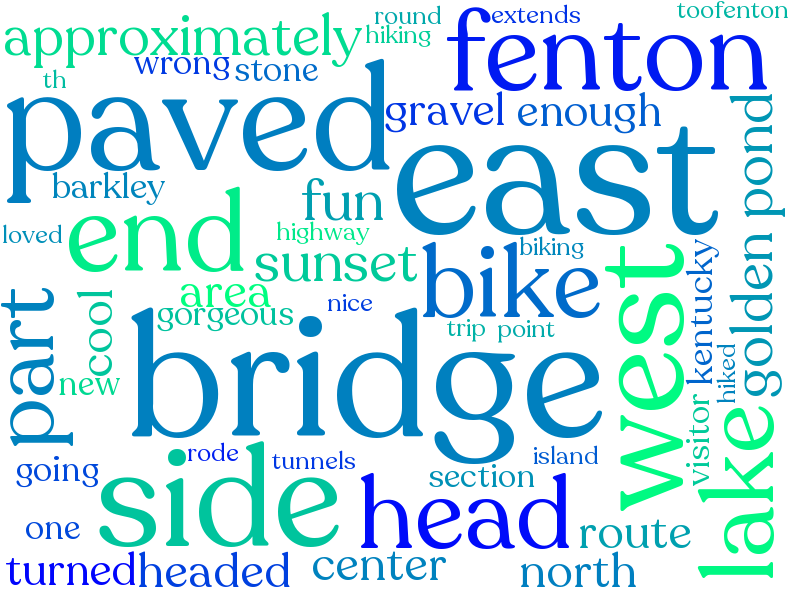 round
extends
toofenton
approximately
hiking
fenton
wrong
stone
th
paved
gravel
enough
golden pond
east
barkley
fun
end
loved
highway
sunset
bike
biking
west
kentucky
area
cool
part
gorgeous
nice
trip
point
bridge
hiked
new
visitor
lake
going
side
rode
tunnels
island
section
head
one
route
turned
headed
center
north